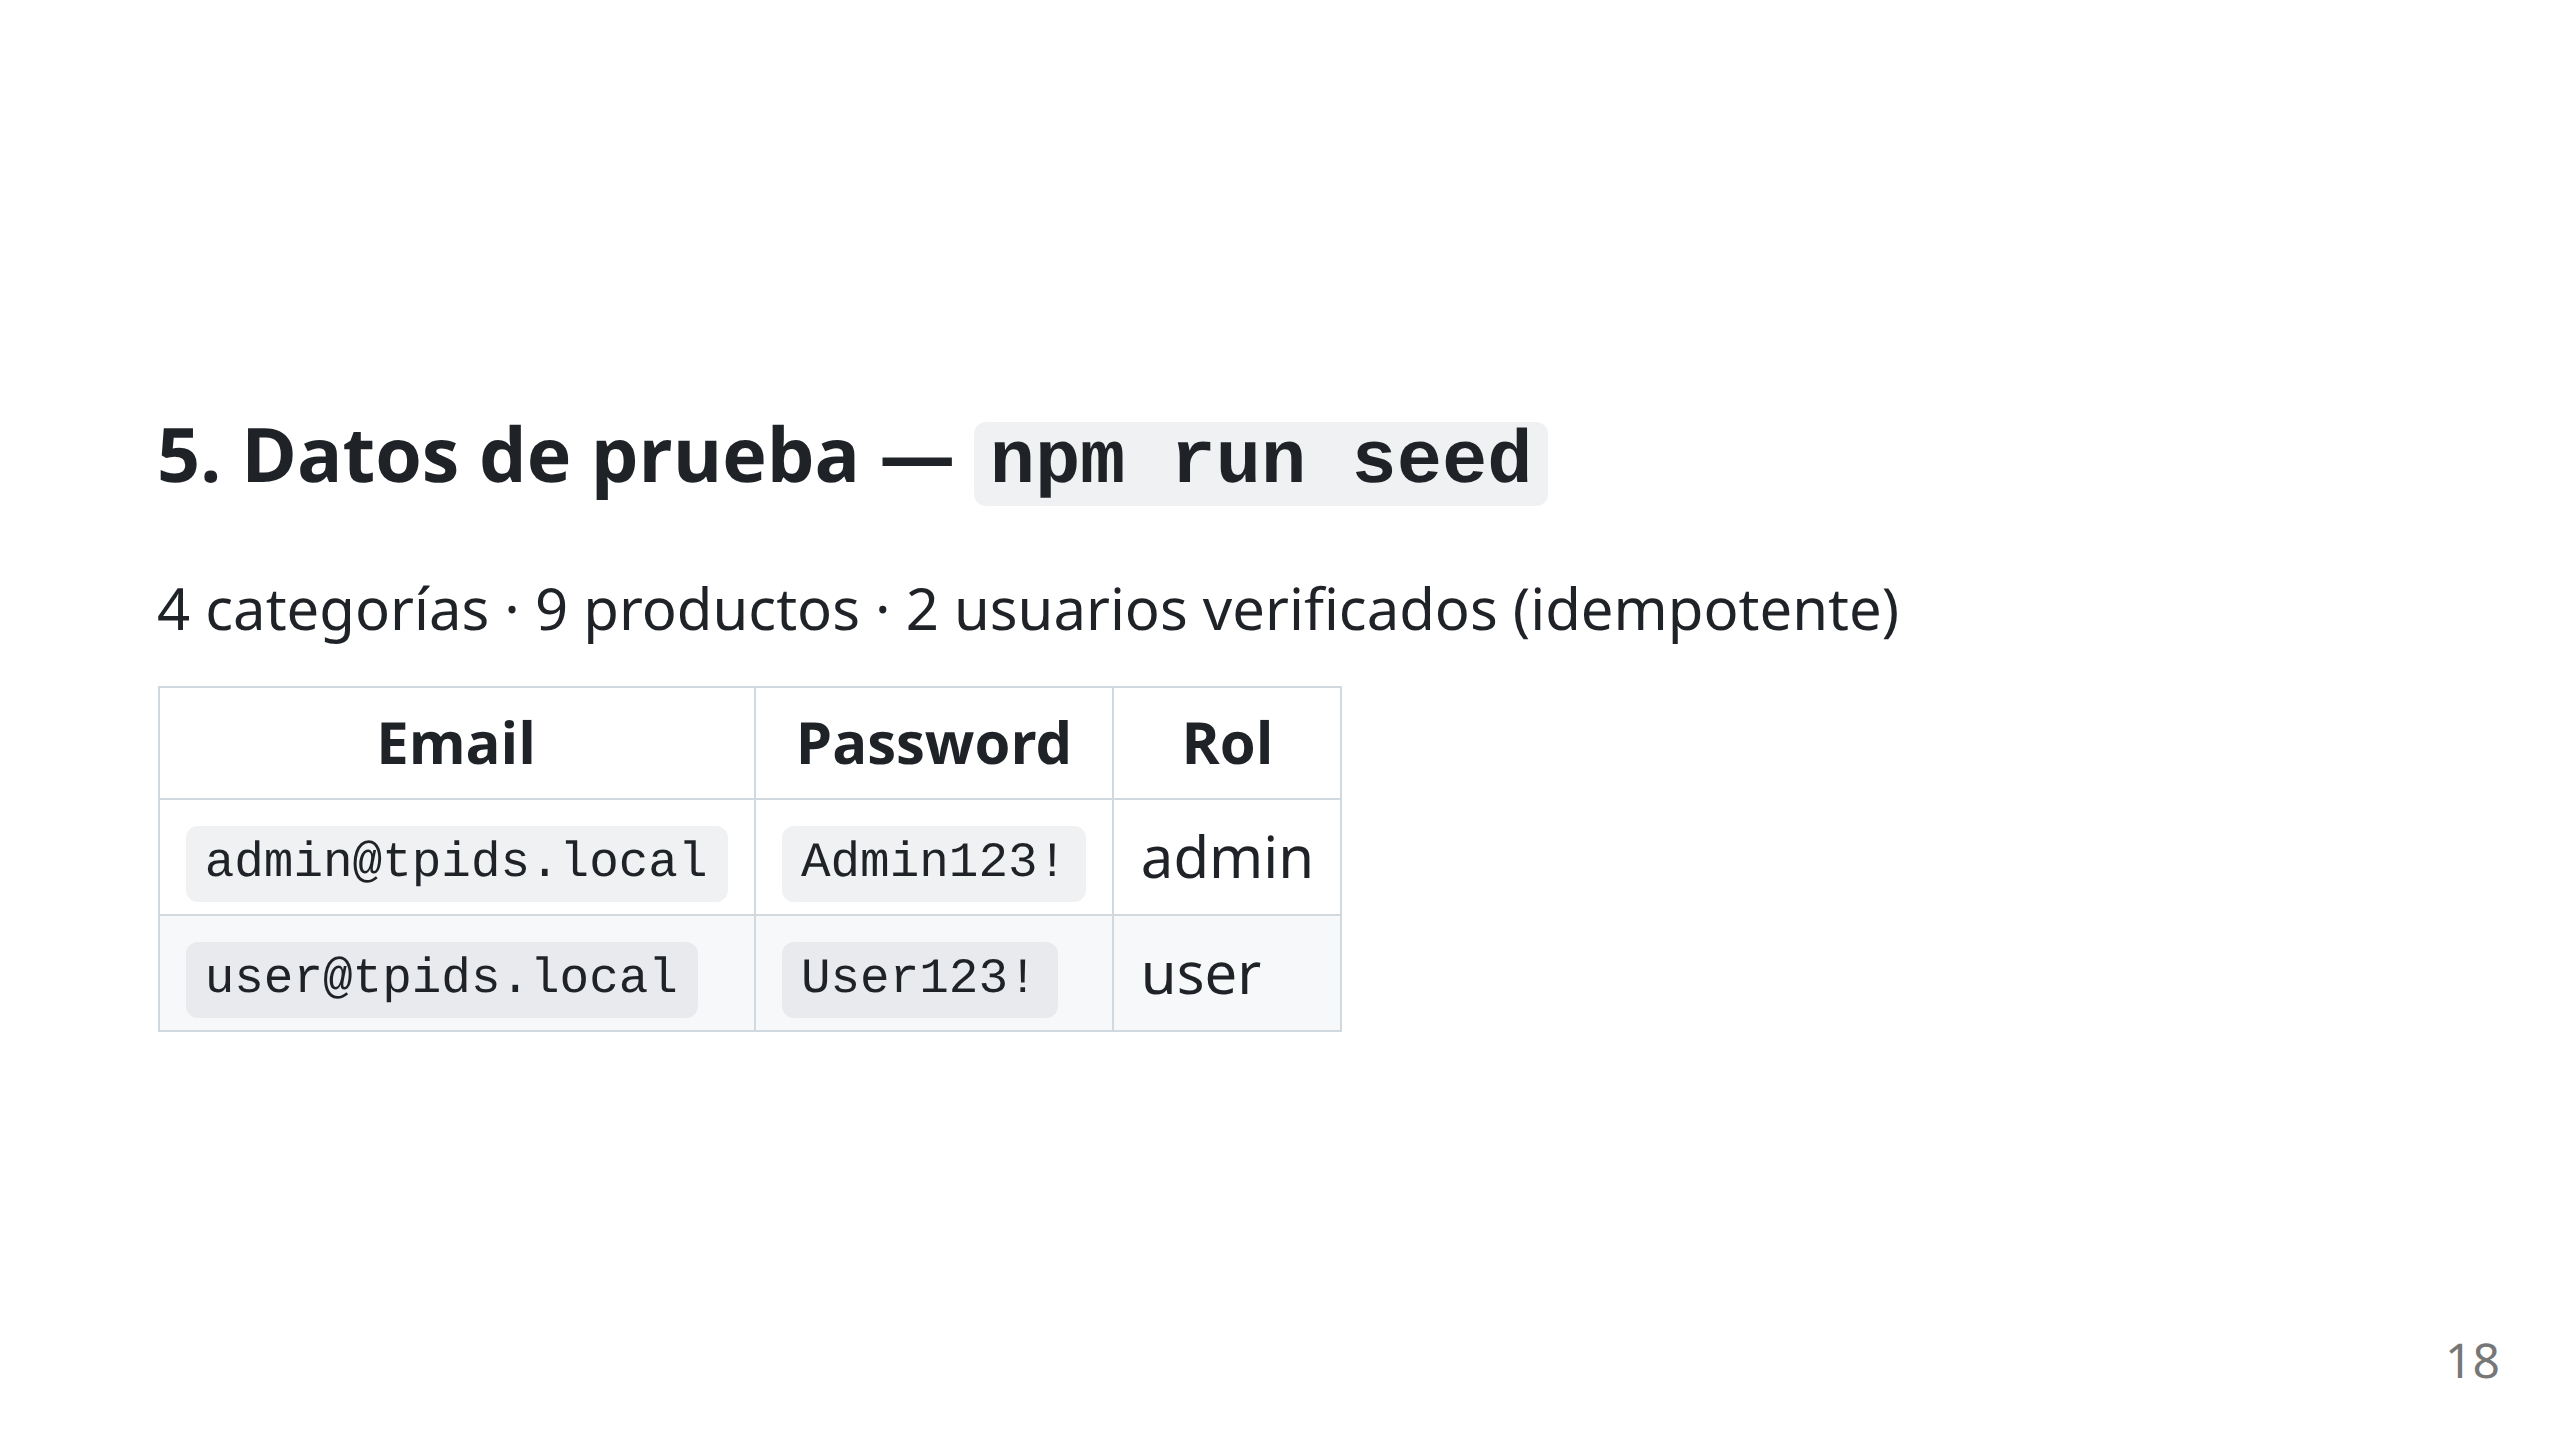 5. Datos de prueba — npm run seed
4 categorías · 9 productos · 2 usuarios verificados (idempotente)
Email Password Rol
admin@tpids.local Admin123! admin
user@tpids.local User123! user
18